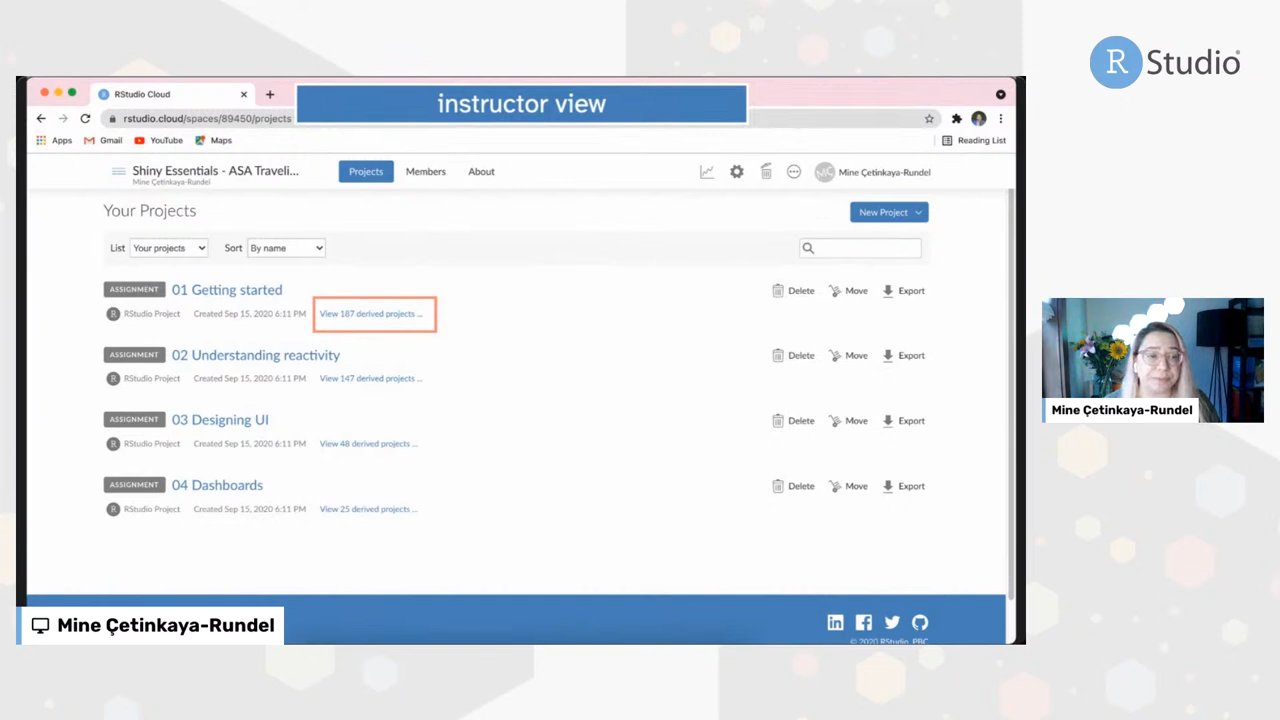 R Studio
RStudio Cloud
instructor view
rstudio.cloud/spaces/89450/projects
Apps Gmail YouTube Maps Reading List
Shiny Essentials - ASA Traveli...
Mine Çetinkaya-Rundel
Projects Members About
MC Mine Çetinkaya-Rundel
Your Projects
New Project
List Your projects Sort By name
ASSIGNMENT 01 Getting started Delete Move Export
R RStudio Project Created Sep 15, 2020 6:11 PM View 187 derived projects ...
ASSIGNMENT 02 Understanding reactivity Delete Move Export
R RStudio Project Created Sep 15, 2020 6:11 PM View 147 derived projects ...
ASSIGNMENT 03 Designing UI Delete Move Export
R RStudio Project Created Sep 15, 2020 6:11 PM View 48 derived projects ...
ASSIGNMENT 04 Dashboards Delete Move Export
R RStudio Project Created Sep 15, 2020 6:11 PM View 25 derived projects ...
© 2020 RStudio, PBC
Mine Çetinkaya-Rundel
Mine Çetinkaya-Rundel